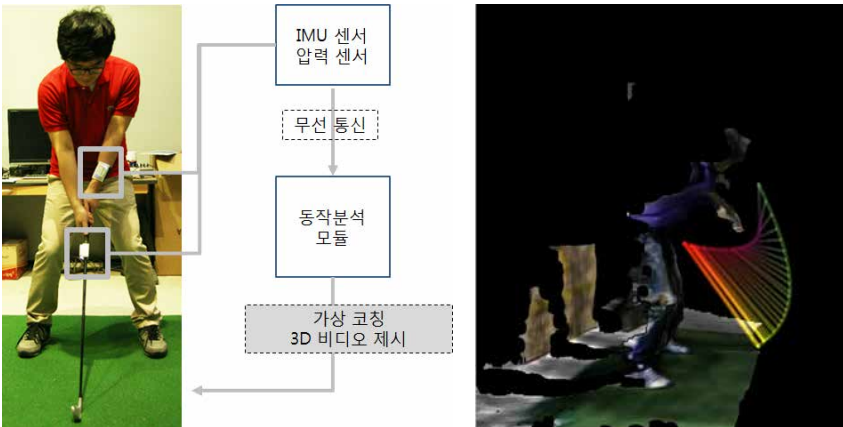 IMU 센서
압력 센서
무선 통신
동작분석
모듈
가상 코칭
3D 비디오 제시